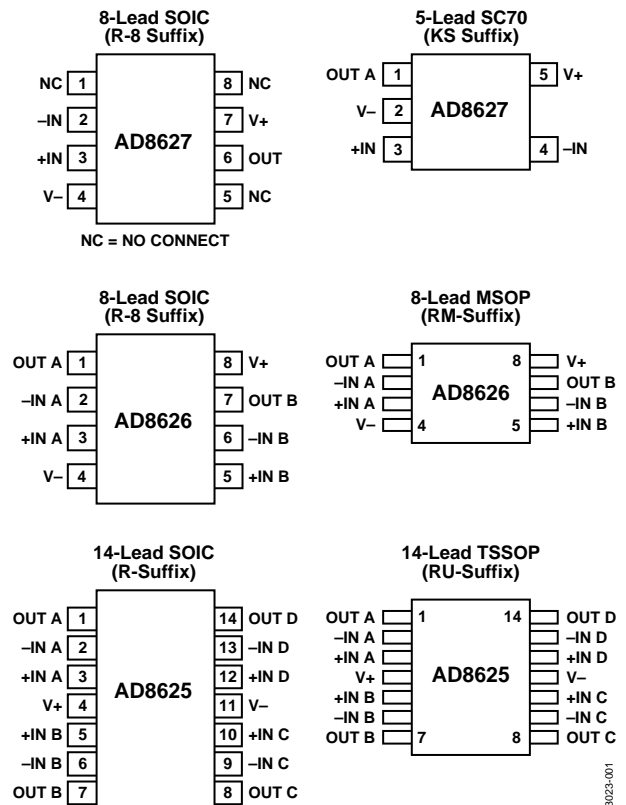 8-Lead SOIC
(R-8 Suffix)
NC 1
–IN 2
+IN 3
V– 4
AD8627
8 NC
7 V+
6 OUT
5 NC
NC = NO CONNECT
5-Lead SC70
(KS Suffix)
OUT A 1
V– 2
+IN 3
AD8627
5 V+
4 –IN
8-Lead SOIC
(R-8 Suffix)
OUT A 1
–IN A 2
+IN A 3
V– 4
AD8626
8 V+
7 OUT B
6 –IN B
5 +IN B
8-Lead MSOP
(RM-Suffix)
OUT A 1
–IN A
+IN A
V– 4
AD8626
8 V+
OUT B
–IN B
5 +IN B
14-Lead SOIC
(R-Suffix)
OUT A 1
–IN A 2
+IN A 3
V+ 4
+IN B 5
–IN B 6
OUT B 7
AD8625
14 OUT D
13 –IN D
12 +IN D
11 V–
10 +IN C
9 –IN C
8 OUT C
14-Lead TSSOP
(RU-Suffix)
OUT A 1
–IN A
+IN A
V+
+IN B
–IN B
OUT B 7
AD8625
14 OUT D
–IN D
+IN D
V–
+IN C
–IN C
8 OUT C
3023-001